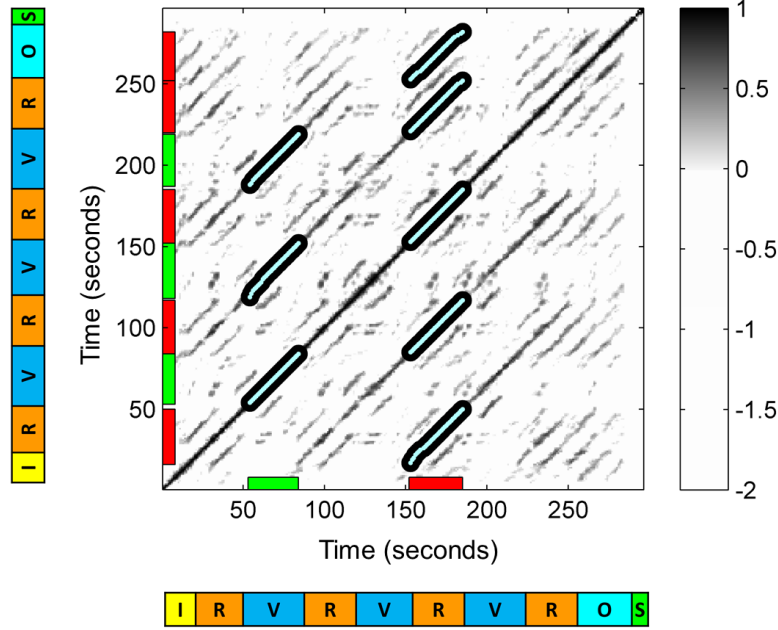 S
O
R
V
R
V
R
V
R
I
Time (seconds)
250
200
150
100
50
50
100
150
200
250
Time (seconds)
1
0.5
0
-0.5
-1
-1.5
-2
I R V R V R V R O S